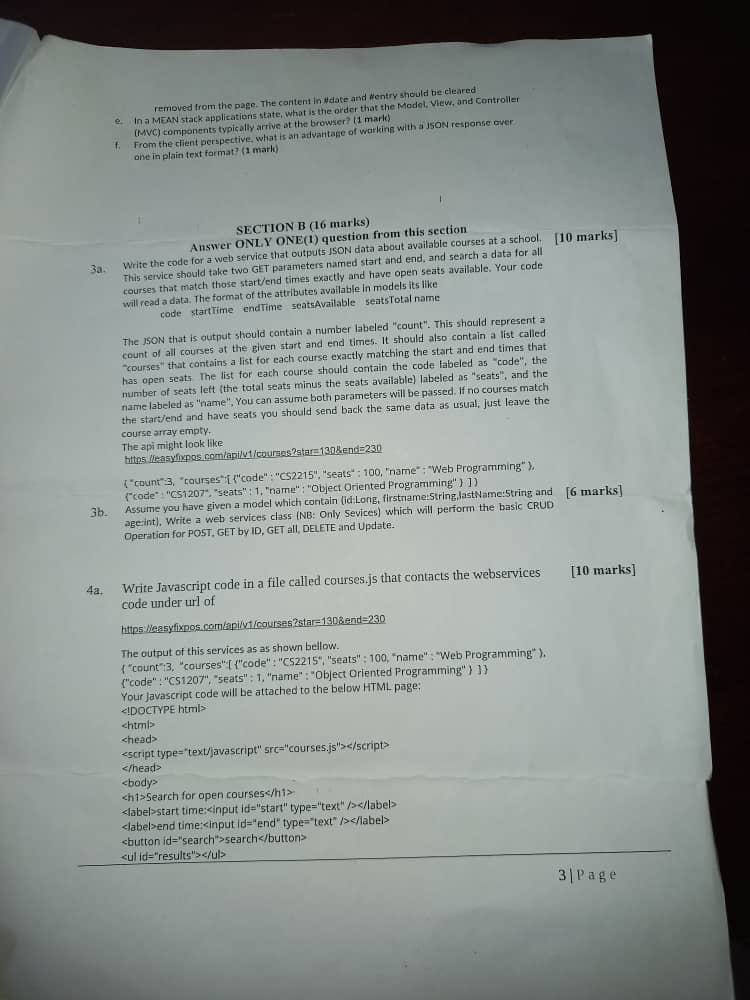 removed from the page. The content in #date and #entry should be cleared
e. In a MEAN stack applications state, what is the order that the Model, View, and Controller
(MVC) components typically arrive at the browser? (1 mark)
f. From the client perspective, what is an advantage of working with a JSON response over
one in plain text format? (1 mark)
SECTION B (16 marks)
Answer ONLY ONE(1) question from this section
3a. Write the code for a web service that outputs JSON data about available courses at a school. [10 marks]
This service should take two GET parameters named start and end, and search a data for all
courses that match those start/end times exactly and have open seats available. Your code
will read a data. The format of the attributes available in models its like
code startTime endTime seatsAvailable seatsTotal name
The JSON that is output should contain a number labeled "count". This should represent a
count of all courses at the given start and end times. It should also contain a list called
"courses" that contains a list for each course exactly matching the start and end times that
has open seats. The list for each course should contain the code labeled as "code", the
number of seats left (the total seats minus the seats available) labeled as "seats", and the
name labeled as "name", You can assume both parameters will be passed. If no courses match
the start/end and have seats you should send back the same data as usual, just leave the
course array empty.
The api might look like
https://easyfixpos.com/api/v1/courses?star=130&end=230
{ "count":3, "courses":[ {"code" : "CS2215", "seats" : 100, "name" : "Web Programming" },
{"code" : "CS1207", "seats" : 1, "name" : "Object Oriented Programming" } ] }
3b. Assume you have given a model which contain (id:Long, firstname:String,lastName:String and [6 marks]
age:int), Write a web services class (NB: Only Sevices) which will perform the basic CRUD
Operation for POST, GET by ID, GET all, DELETE and Update.
4a. Write Javascript code in a file called courses.js that contacts the webservices [10 marks]
code under url of
https://easyfixpos.com/api/v1/courses?star=130&end=230
The output of this services as as shown bellow.
{ "count":3, "courses":[ {"code" : "CS2215", "seats" : 100, "name" : "Web Programming" },
{"code" : "CS1207", "seats" : 1, "name" : "Object Oriented Programming" } ] }
Your Javascript code will be attached to the below HTML page:
<!DOCTYPE html>
<html>
<head>
<script type="text/javascript" src="courses.js"></script>
</head>
<body>
<h1>Search for open courses</h1>
<label>start time:<input id="start" type="text" /></label>
<label>end time:<input id="end" type="text" /></label>
<button id="search">search</button>
<ul id="results"></ul>
3 | P a g e